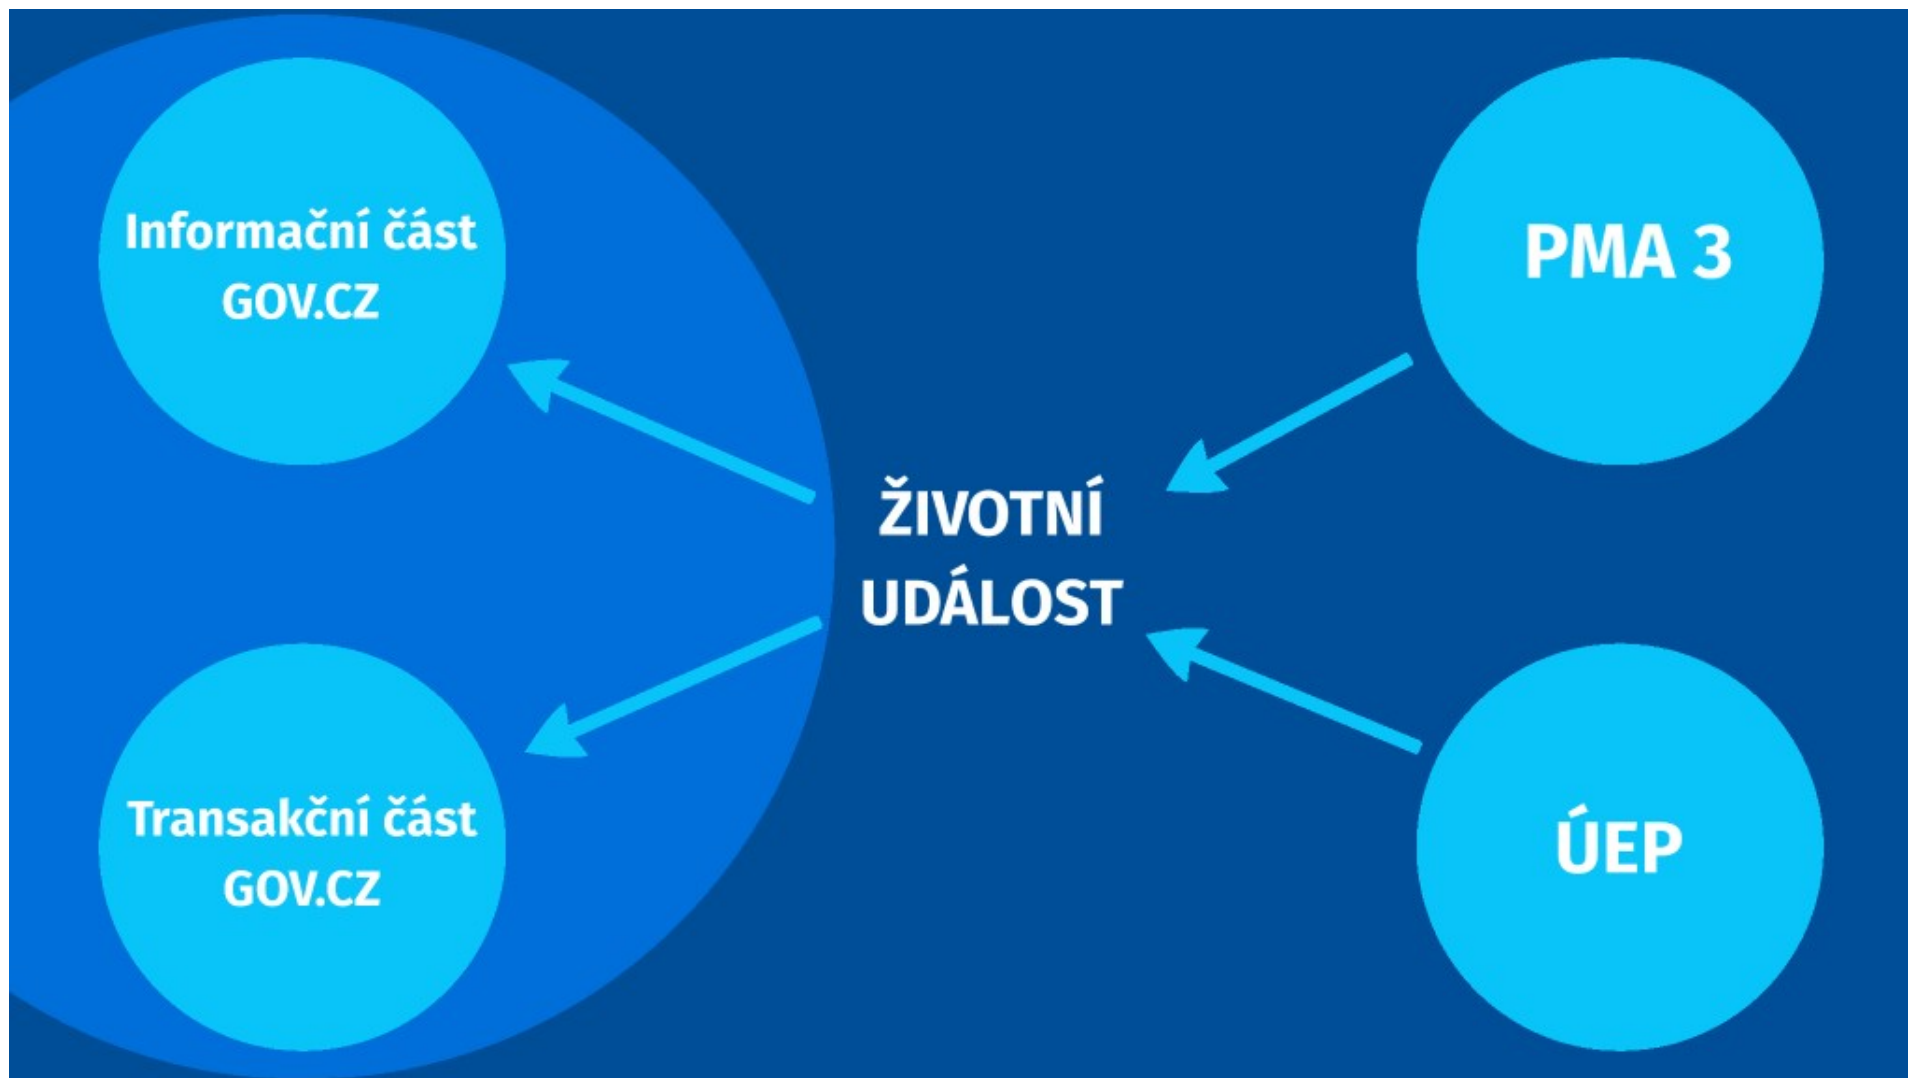 Informační část
GOV.CZ
PMA 3
ŽIVOTNÍ
UDÁLOST
Transakční část
GOV.CZ
ÚEP